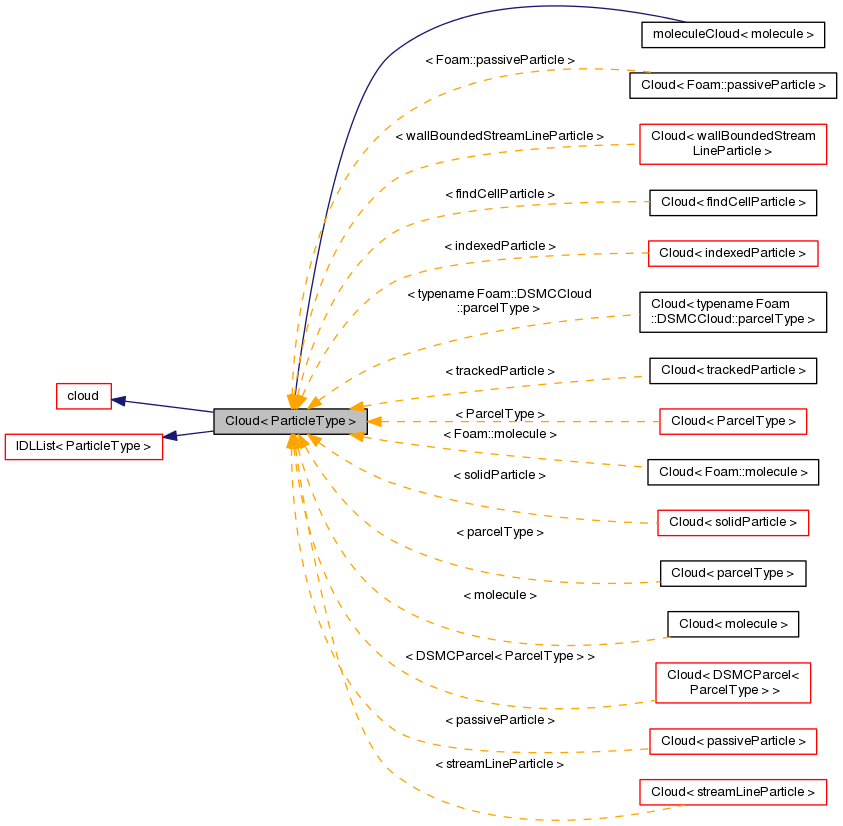 moleculeCloud< molecule >
< Foam::passiveParticle >
Cloud< Foam::passiveParticle >
< wallBoundedStreamLineParticle >
Cloud< wallBoundedStream
LineParticle >
< findCellParticle >
Cloud< findCellParticle >
< indexedParticle >
Cloud< indexedParticle >
< typename Foam::DSMCCloud
::parcelType >
Cloud< typename Foam
::DSMCCloud::parcelType >
< trackedParticle >
Cloud< trackedParticle >
cloud
IDLList< ParticleType >
Cloud< ParticleType >
< ParcelType >
Cloud< ParcelType >
< Foam::molecule >
Cloud< Foam::molecule >
< solidParticle >
Cloud< solidParticle >
< parcelType >
Cloud< parcelType >
< molecule >
Cloud< molecule >
< DSMCParcel< ParcelType > >
Cloud< DSMCParcel<
ParcelType > >
< passiveParticle >
Cloud< passiveParticle >
< streamLineParticle >
Cloud< streamLineParticle >